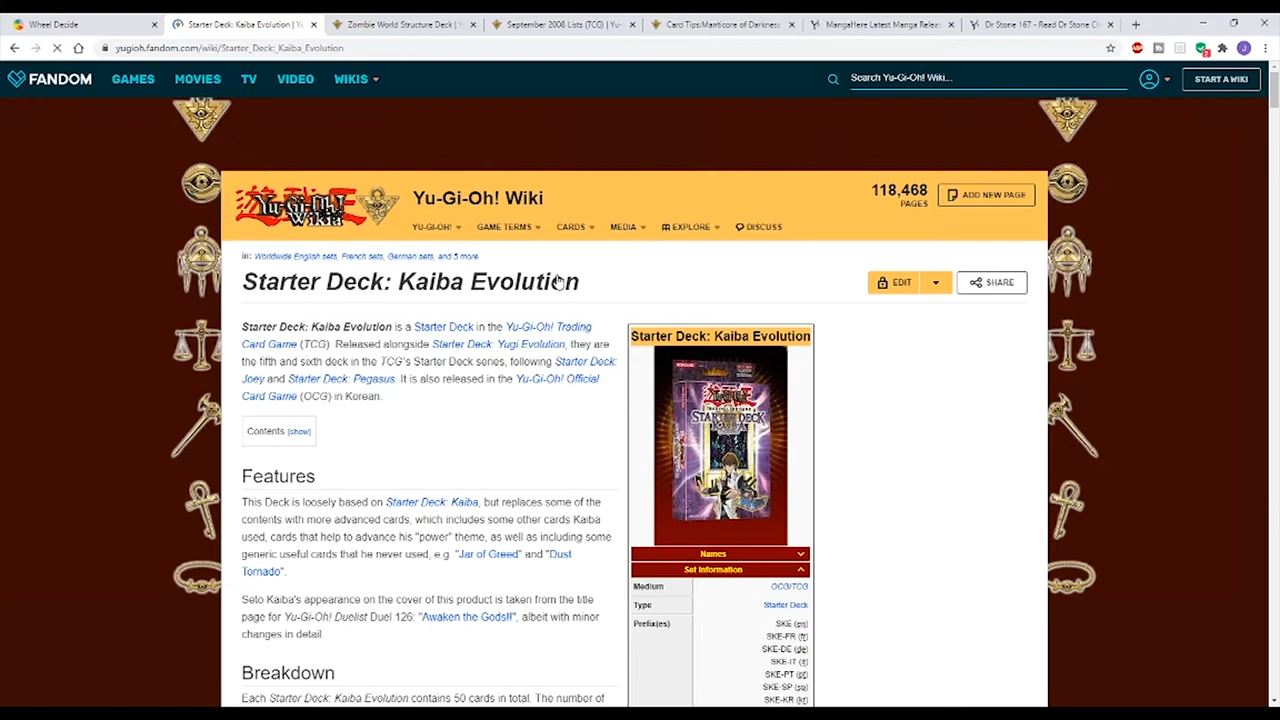 Wheel Decide
Starter Deck: Kaiba Evolution | Y
Zombie World Structure Deck | Y
September 2008 Lists (TCG) | Yu-
Card Tips:Manticore of Darkness
MangaHere Latest Manga Relea
Dr Stone 167 - Read Dr Stone Ch
yugioh.fandom.com/wiki/Starter_Deck:_Kaiba_Evolution
FANDOM GAMES MOVIES TV VIDEO WIKIS Search Yu-Gi-Oh! Wiki... START A WIKI
Yu-Gi-Oh!
Wikia
Yu-Gi-Oh! Wiki
118,468
PAGES
ADD NEW PAGE
YU-GI-OH! GAME TERMS CARDS MEDIA EXPLORE DISCUSS
in: Worldwide English sets, French sets, German sets, and 5 more
Starter Deck: Kaiba Evolution
EDIT SHARE
Starter Deck: Kaiba Evolution is a Starter Deck in the Yu-Gi-Oh! Trading
Card Game (TCG). Released alongside Starter Deck: Yugi Evolution, they are
the fifth and sixth deck in the TCG's Starter Deck series, following Starter Deck:
Joey and Starter Deck: Pegasus. It is also released in the Yu-Gi-Oh! Official
Card Game (OCG) in Korean.
Contents [show]
Features
This Deck is loosely based on Starter Deck: Kaiba, but replaces some of the
contents with more advanced cards, which includes some other cards Kaiba
used, cards that help to advance his "power" theme, as well as including some
generic useful cards that he never used, e.g. "Jar of Greed" and "Dust
Tornado".
Seto Kaiba's appearance on the cover of this product is taken from the title
page for Yu-Gi-Oh! Duelist Duel 126: "Awaken the Gods!!", albeit with minor
changes in detail.
Breakdown
Each Starter Deck: Kaiba Evolution contains 50 cards in total. The number of
Starter Deck: Kaiba Evolution
STARTER DECK
KAIBA
Names
Set Information
Medium OCG/TCG
Type Starter Deck
Prefix(es) SKE (en)
SKE-FR (fr)
SKE-DE (de)
SKE-IT (it)
SKE-PT (pt)
SKE-SP (sp)
SKE-KR (kr)